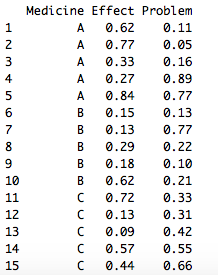 Medicine Effect Problem
1 A 0.62 0.11
2 A 0.77 0.05
3 A 0.33 0.16
4 A 0.27 0.89
5 A 0.84 0.77
6 B 0.15 0.13
7 B 0.13 0.77
8 B 0.29 0.22
9 B 0.18 0.10
10 B 0.62 0.21
11 C 0.72 0.33
12 C 0.13 0.31
13 C 0.09 0.42
14 C 0.57 0.55
15 C 0.44 0.66